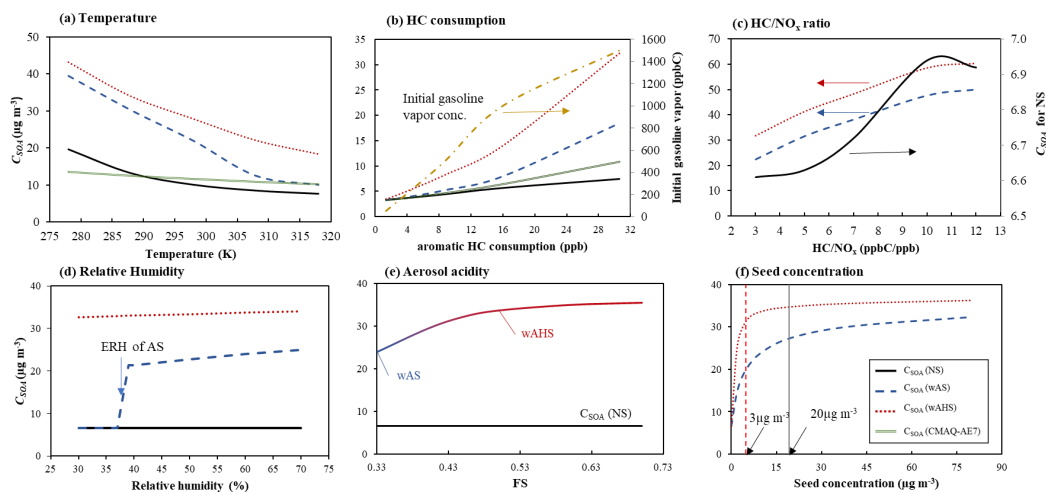 (a) Temperature
C_SOA (µg m⁻³)
50
40
30
20
10
0
275 280 285 290 295 300 305 310 315 320
Temperature (K)
(b) HC consumption
35
30
25
20
15
10
5
0
Initial gasoline
vapor conc.
1600
1400
1200
1000
800
600
400
200
0
Initial gasoline vapor (ppbC)
1 6 11 16 21 26 31
aromatic HC consumption (ppb)
(c) HC/NOx ratio
70
60
50
40
30
20
10
0
7.0
6.9
6.8
6.7
6.6
6.5
C_SOA for NS
2 3 4 5 6 7 8 9 10 11 12 13
HC/NOx (ppbC/ppb)
(d) Relative Humidity
C_SOA (µg m⁻³)
40
30
20
10
0
ERH of AS
25 30 35 40 45 50 55 60 65 70 75
Relative humidity (%)
(e) Aerosol acidity
40
30
20
10
0
wAHS
wAS
C_SOA (NS)
0.33 0.43 0.53 0.63 0.73
FS
(f) Seed concentration
40
30
20
10
0
3µg m⁻³
20µg m⁻³
C_SOA (NS)
C_SOA (wAS)
C_SOA (wAHS)
C_SOA (CMAQ-AE7)
0 15 30 45 60 75 90
Seed concentration (µg m⁻³)